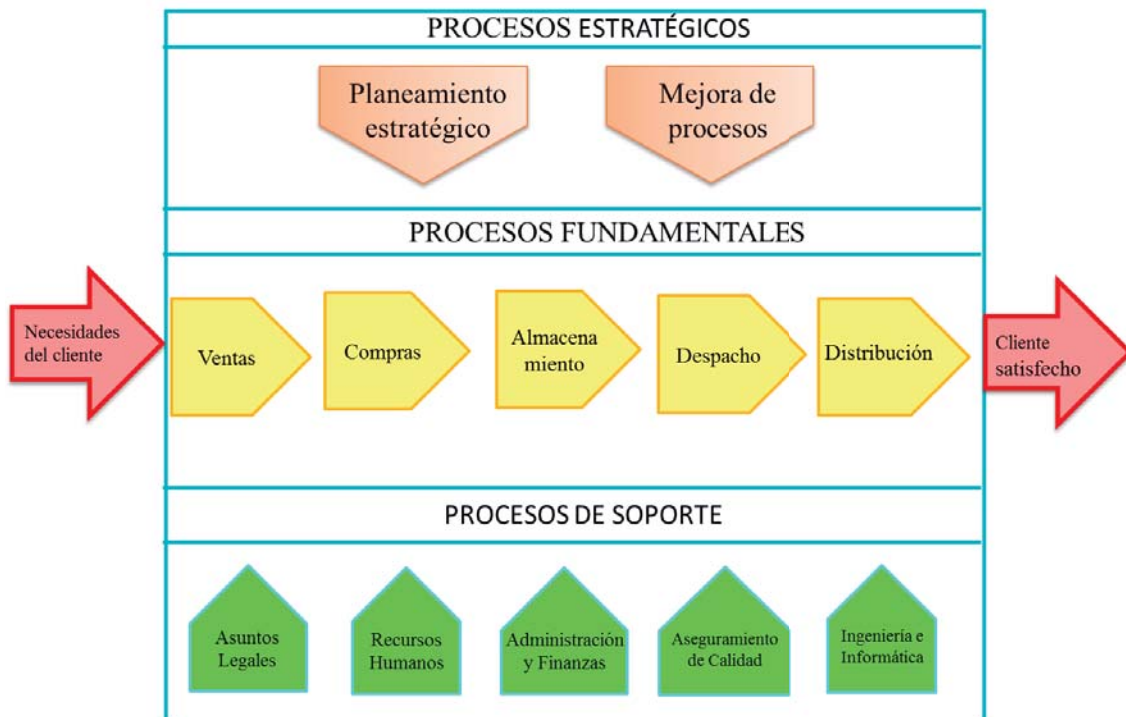 PROCESOS ESTRATÉGICOS
Planeamiento
estratégico
Mejora de
procesos
PROCESOS FUNDAMENTALES
Necesidades
del cliente
Ventas
Compras
Almacena
miento
Despacho
Distribución
Cliente
satisfecho
PROCESOS DE SOPORTE
Asuntos
Legales
Recursos
Humanos
Administración
y Finanzas
Aseguramiento
de Calidad
Ingeniería e
Informática